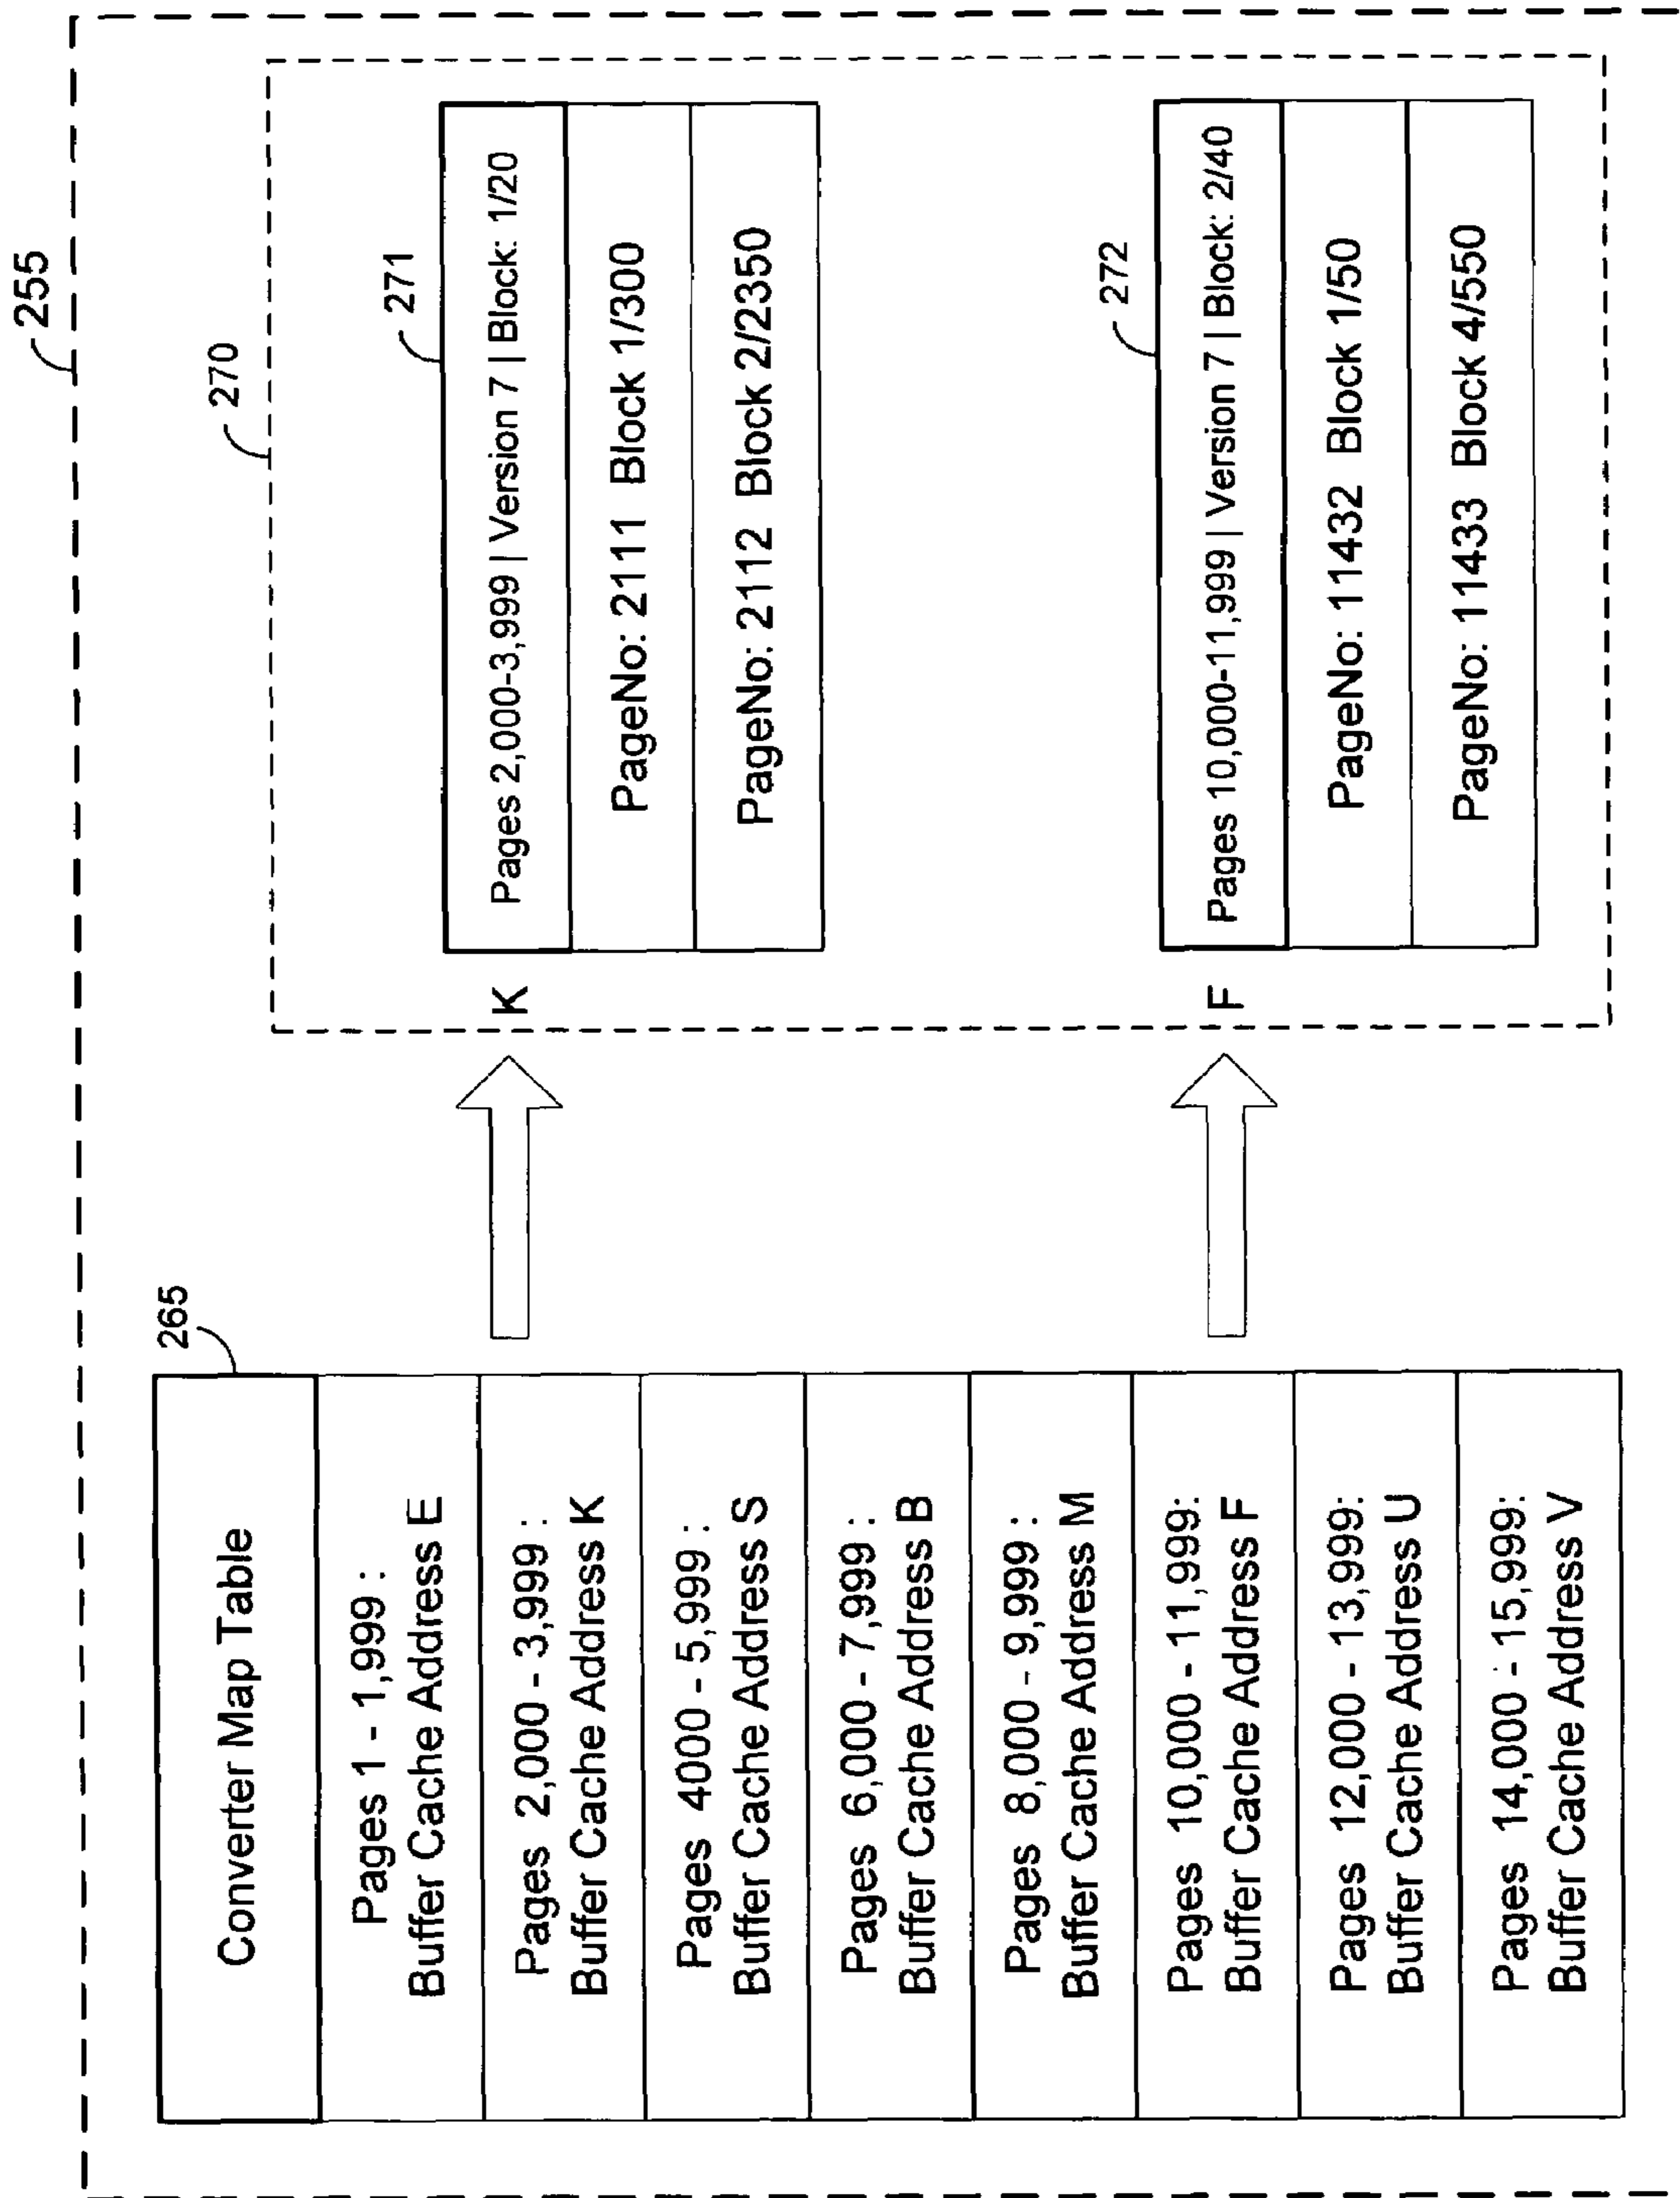 255
265
Converter Map Table
Pages 1 - 1,999 :
Buffer Cache Address E
Pages 2,000 - 3,999 :
Buffer Cache Address K
Pages 4000 - 5,999 :
Buffer Cache Address S
Pages 6,000 - 7,999 :
Buffer Cache Address B
Pages 8,000 - 9,999 :
Buffer Cache Address M
Pages 10,000 - 11,999:
Buffer Cache Address F
Pages 12,000 - 13,999:
Buffer Cache Address U
Pages 14,000 - 15,999:
Buffer Cache Address V
270
K
271
Pages 2,000-3,999 | Version 7 | Block: 1/20
PageNo: 2111 Block 1/300
PageNo: 2112 Block 2/2350
F
272
Pages 10,000-11,999 | Version 7 | Block: 2/40
PageNo: 11432 Block 1/50
PageNo: 11433 Block 4/550